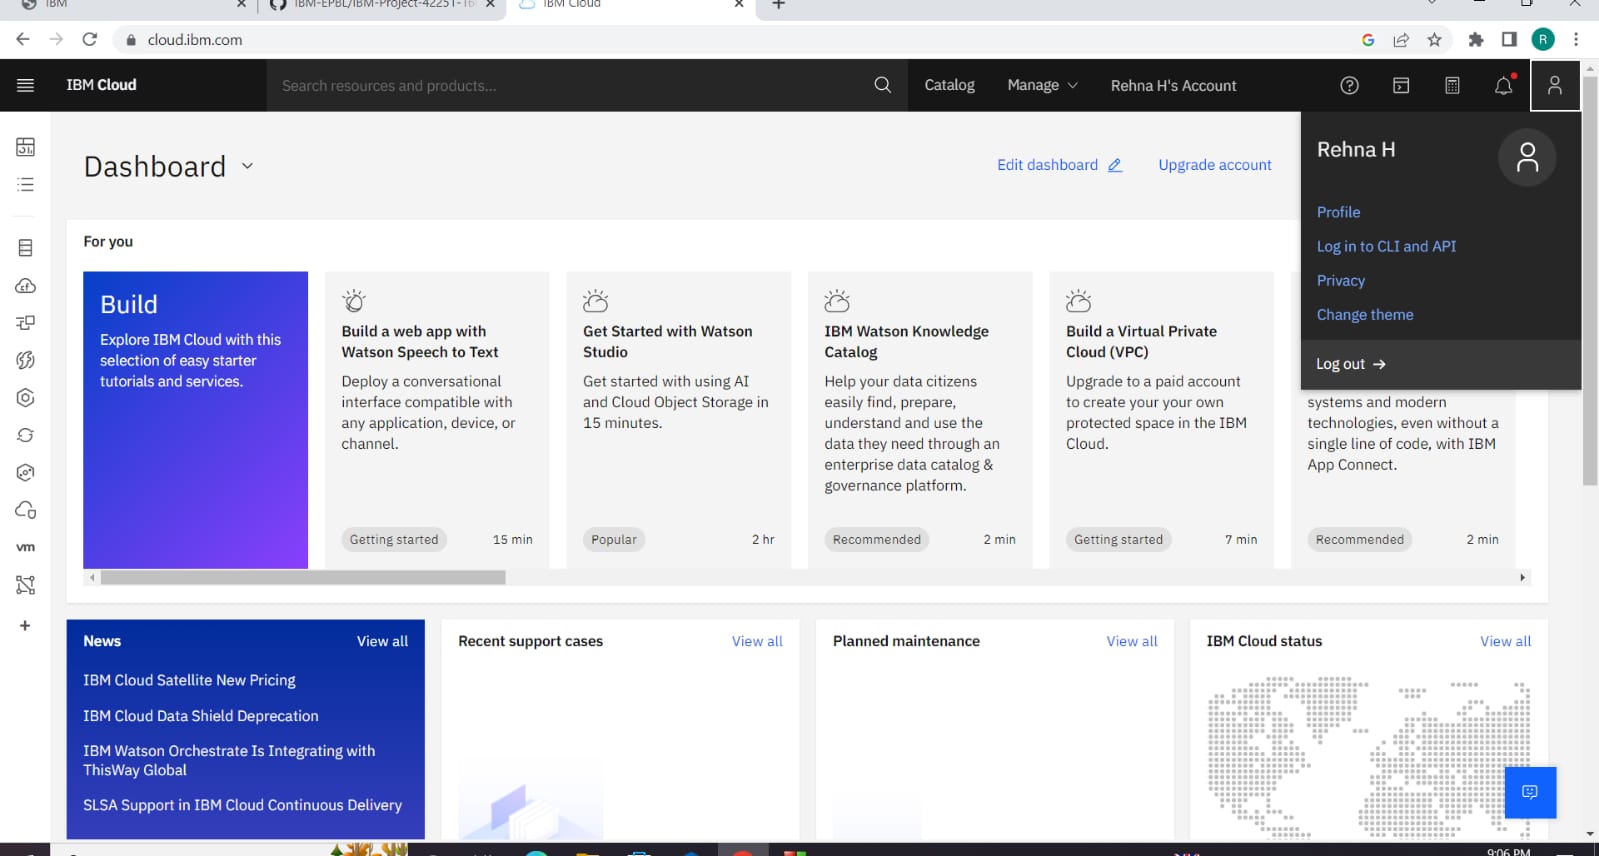 IBM
IBM-EPBL/IBM-Project-42251-16
IBM Cloud
cloud.ibm.com
R
IBM Cloud
Search resources and products...
Catalog
Manage
Rehna H's Account
Rehna H
Profile
Log in to CLI and API
Privacy
Change theme
Log out →
Dashboard
Edit dashboard
Upgrade account
For you
Build
Explore IBM Cloud with this
selection of easy starter
tutorials and services.
Build a web app with
Watson Speech to Text
Deploy a conversational
interface compatible with
any application, device, or
channel.
Getting started
15 min
Get Started with Watson
Studio
Get started with using AI
and Cloud Object Storage in
15 minutes.
Popular
2 hr
IBM Watson Knowledge
Catalog
Help your data citizens
easily find, prepare,
understand and use the
data they need through an
enterprise data catalog &
governance platform.
Recommended
2 min
Build a Virtual Private
Cloud (VPC)
Upgrade to a paid account
to create your your own
protected space in the IBM
Cloud.
Getting started
7 min
systems and modern
technologies, even without a
single line of code, with IBM
App Connect.
Recommended
2 min
vm
News
View all
IBM Cloud Satellite New Pricing
IBM Cloud Data Shield Deprecation
IBM Watson Orchestrate Is Integrating with
ThisWay Global
SLSA Support in IBM Cloud Continuous Delivery
Recent support cases
View all
Planned maintenance
View all
IBM Cloud status
View all
9:06 PM